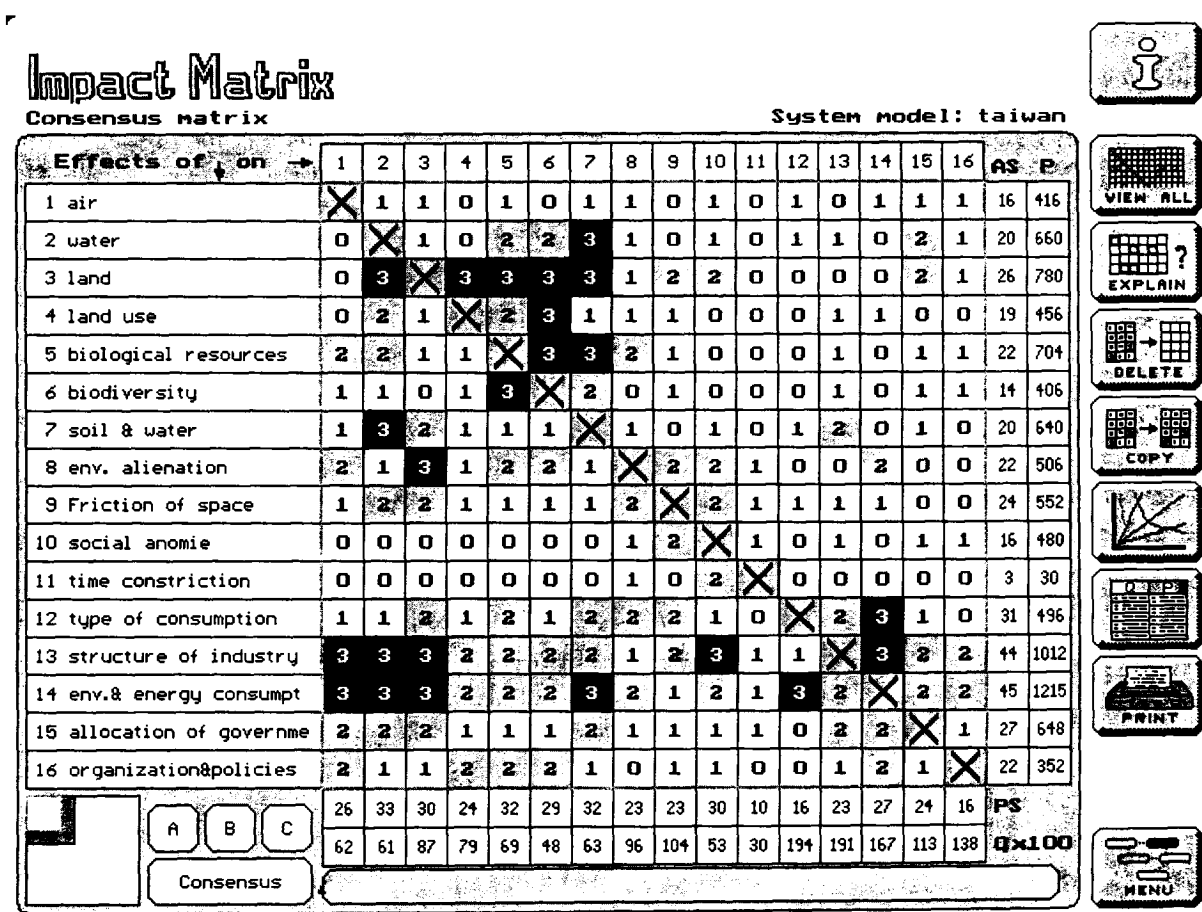 Impact Matrix
Consensus matrix
System model: taiwan
Effects of on 1 2 3 4 5 6 7 8 9 10 11 12 13 14 15 16 AS P
1 air X 1 1 0 1 0 1 1 0 1 0 1 0 1 1 1 16 416
2 water 0 X 1 0 2 2 3 1 0 1 0 1 1 0 2 1 20 660
3 land 0 3 X 3 3 3 3 1 2 2 0 0 0 0 2 1 26 780
4 land use 0 2 1 X 2 3 1 1 1 0 0 0 1 1 0 0 19 456
5 biological resources 2 2 1 1 X 3 3 2 1 0 0 0 1 0 1 1 22 704
6 biodiversity 1 1 0 1 3 X 2 0 1 0 0 0 1 0 1 1 14 406
7 soil & water 1 3 2 1 1 1 X 1 0 1 0 1 2 0 1 0 20 640
8 env. alienation 2 1 3 1 2 2 1 X 2 2 1 0 0 2 0 0 22 506
9 Friction of space 1 2 2 1 1 1 1 2 X 2 1 1 1 1 0 0 24 552
10 social anomie 0 0 0 0 0 0 0 1 2 X 1 0 1 0 1 1 16 480
11 time constriction 0 0 0 0 0 0 0 1 0 2 X 0 0 0 0 0 3 30
12 type of consumption 1 1 2 1 2 1 2 2 2 1 0 X 2 3 1 0 31 496
13 structure of industry 3 3 3 2 2 2 2 1 2 3 1 1 X 3 2 2 44 1012
14 env.& energy consumpt 3 3 3 2 2 2 3 2 1 2 1 3 2 X 2 2 45 1215
15 allocation of governme 2 2 2 1 1 1 2 1 1 1 1 0 2 2 X 1 27 648
16 organization&policies 2 1 1 2 2 2 1 0 1 1 0 0 1 2 1 X 22 352
26 33 30 24 32 29 32 23 23 30 10 16 23 27 24 16 PS
62 61 87 79 69 48 63 96 104 53 30 194 191 167 113 138 Qx100
A B C
Consensus
i
VIEW ALL
?
EXPLAIN
DELETE
COPY
Q P
PRINT
MENU